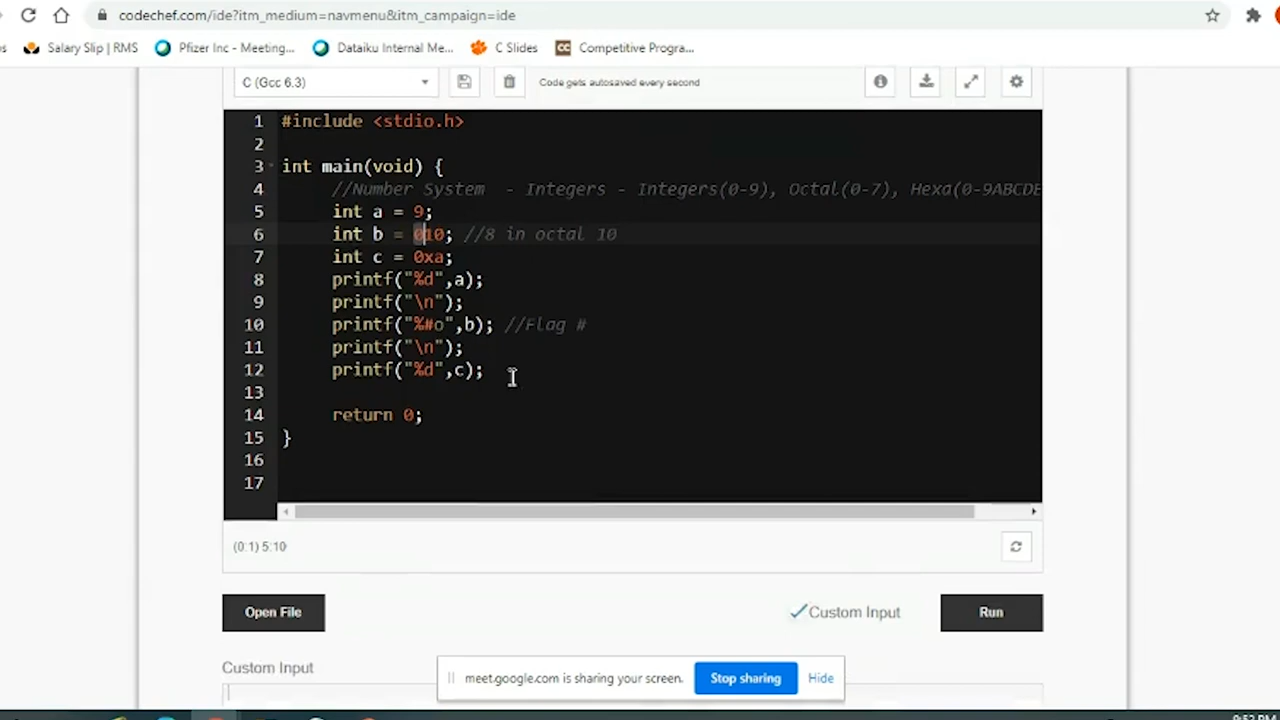 codechef.com/ide?itm_medium=navmenu&itm_campaign=ide
Salary Slip | RMS Pfizer Inc - Meeting... Dataiku Internal Me... C Slides CC Competitive Progra...
C (Gcc 6.3) Code gets autosaved every second
1 #include <stdio.h>
2
3 int main(void) {
4 //Number System - Integers - Integers(0-9), Octal(0-7), Hexa(0-9ABCDE
5 int a = 9;
6 int b = 010; //8 in octal 10
7 int c = 0xa;
8 printf("%d",a);
9 printf("\n");
10 printf("%#o",b); //Flag #
11 printf("\n");
12 printf("%d",c);
13
14 return 0;
15 }
16
17
(0:1) 5:10
Open File Custom Input Run
Custom Input
meet.google.com is sharing your screen. Stop sharing Hide